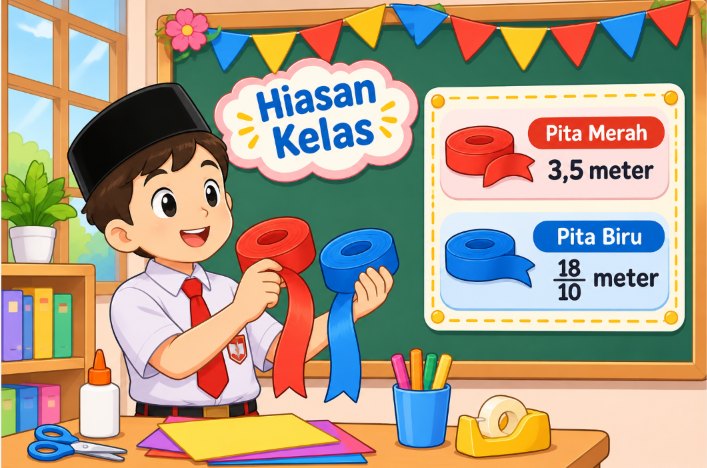 Hiasan
Kelas
Pita Merah
3,5 meter
Pita Biru
18/10 meter